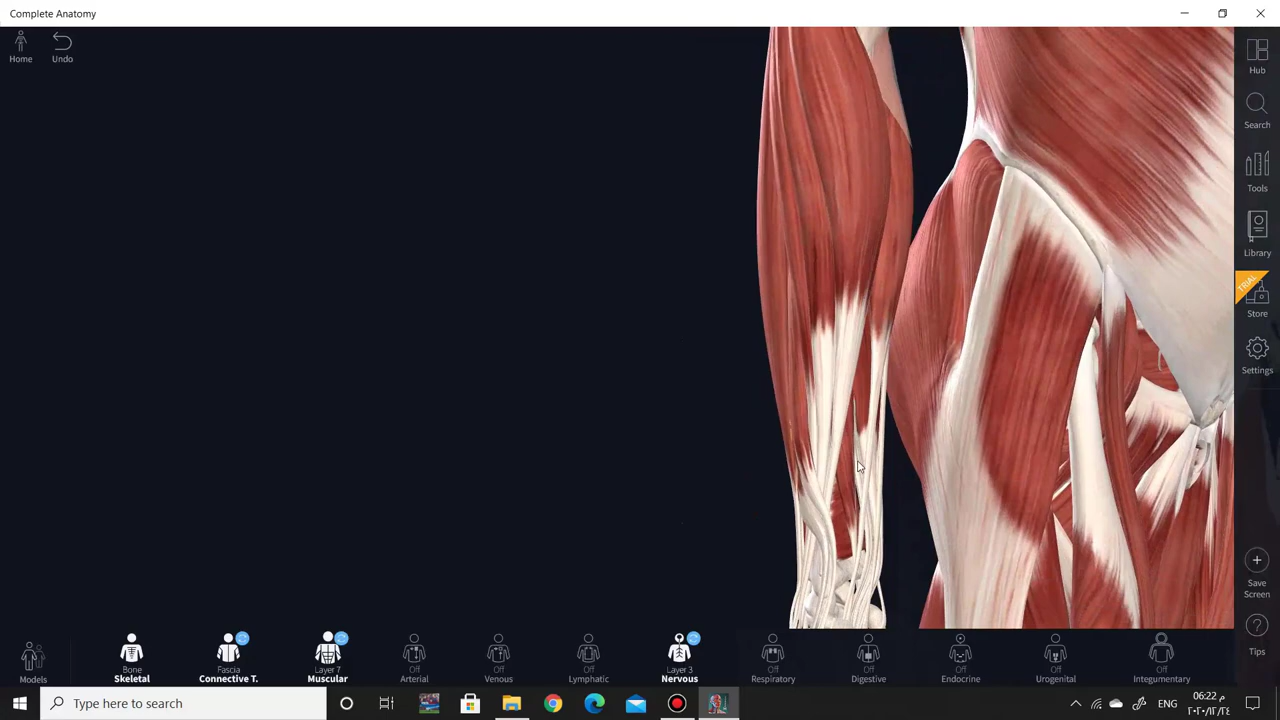 Complete Anatomy
Home
Undo
Hub
Search
Tools
Library
TRIAL
Store
Settings
+
Save
Screen
?
Tips
Models
Bone
Skeletal
Fascia
Connective T.
Layer 7
Muscular
Off
Arterial
Off
Venous
Off
Lymphatic
Layer 3
Nervous
Off
Respiratory
Off
Digestive
Off
Endocrine
Off
Urogenital
Off
Integumentary
Type here to search
ENG
06:22 م